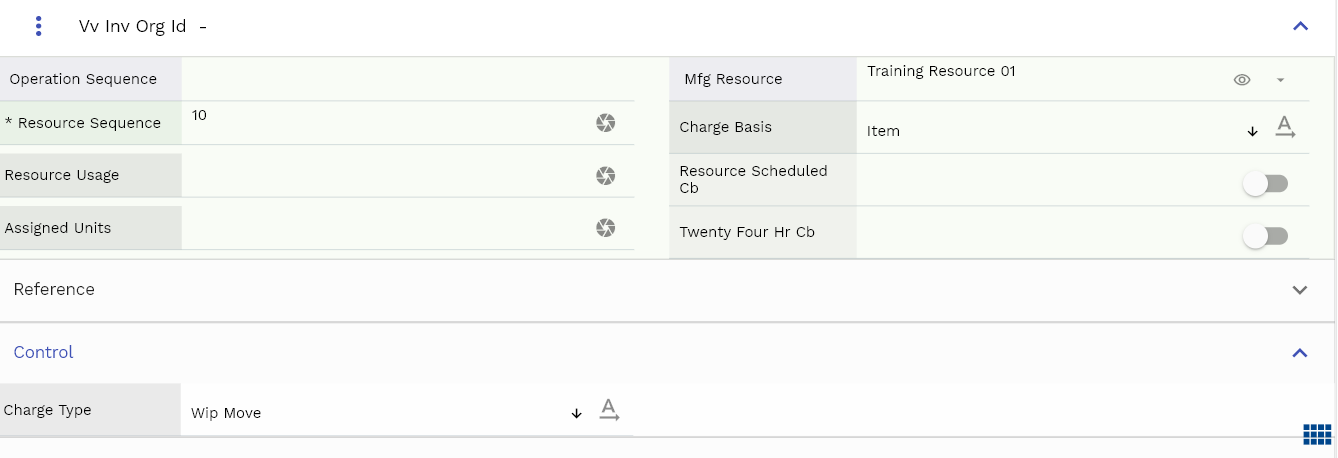 Vv Inv Org Id -
Operation Sequence
* Resource Sequence 10
Resource Usage
Assigned Units
Mfg Resource Training Resource 01
Charge Basis Item
Resource Scheduled
Cb
Twenty Four Hr Cb
Reference
Control
Charge Type Wip Move